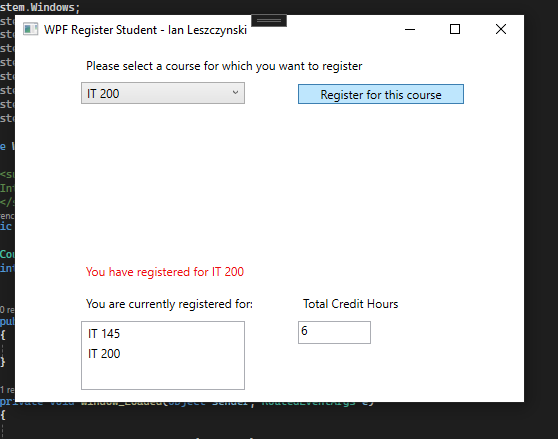 stem.Windows;
WPF Register Student - Ian Leszczynski
Please select a course for which you want to register
IT 200
Register for this course
You have registered for IT 200
You are currently registered for:
Total Credit Hours
IT 145
IT 200
6
private void Window_Loaded(object sender, RoutedEventArgs e)
{